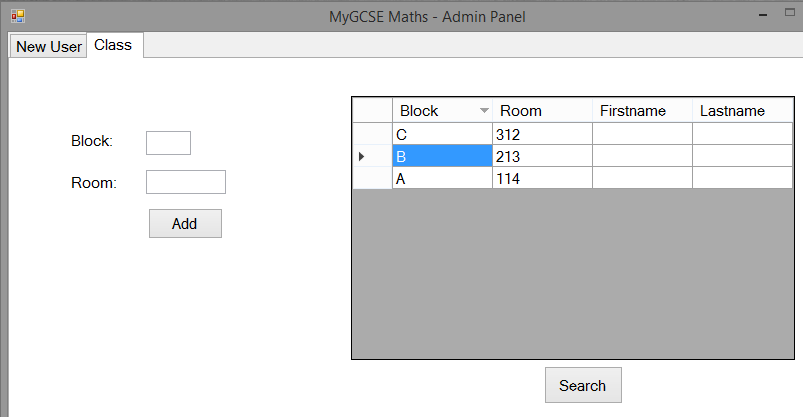 MyGCSE Maths - Admin Panel
New User Class
Block:
Room:
Add
Block Room Firstname Lastname
C 312
B 213
A 114
Search